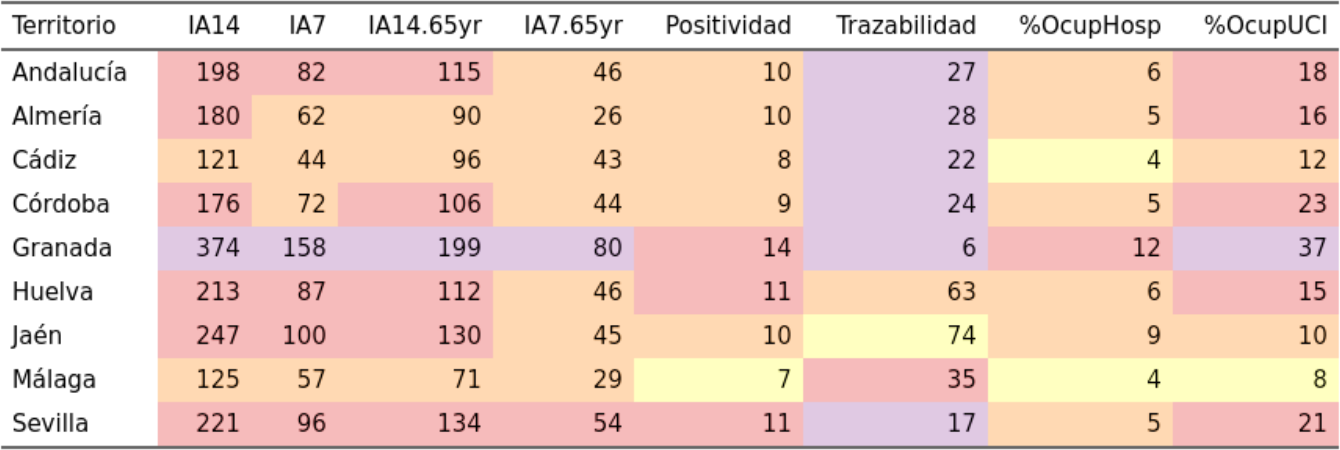 Territorio IA14 IA7 IA14.65yr IA7.65yr Positividad Trazabilidad %OcupHosp %OcupUCI
Andalucía 198 82 115 46 10 27 6 18
Almería 180 62 90 26 10 28 5 16
Cádiz 121 44 96 43 8 22 4 12
Córdoba 176 72 106 44 9 24 5 23
Granada 374 158 199 80 14 6 12 37
Huelva 213 87 112 46 11 63 6 15
Jaén 247 100 130 45 10 74 9 10
Málaga 125 57 71 29 7 35 4 8
Sevilla 221 96 134 54 11 17 5 21